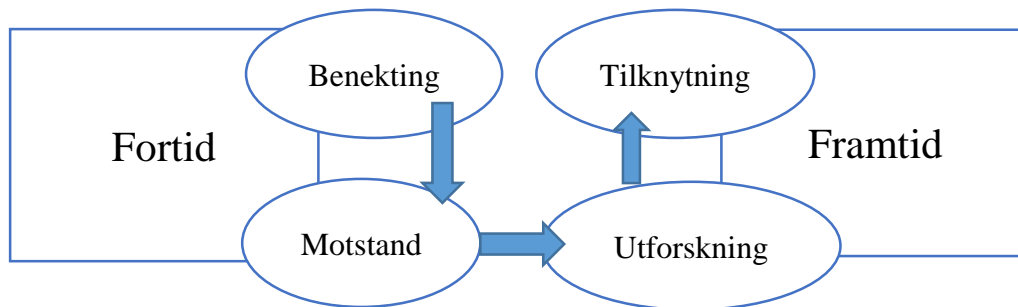 Benekting
Tilknytning
Fortid
Framtid
Motstand
Utforskning